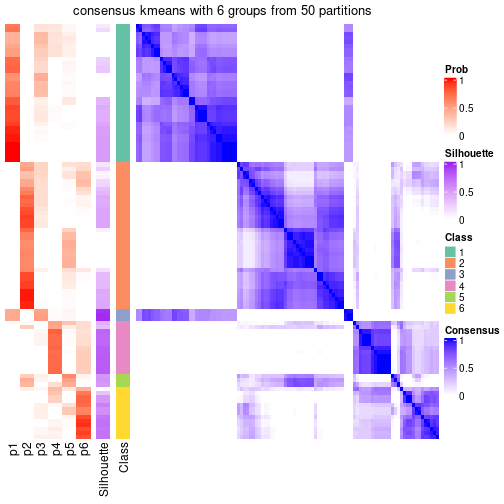 consensus kmeans with 6 groups from 50 partitions
Prob
1
0.5
0
Silhouette
1
0.5
0
Class
1
2
3
4
5
6
Consensus
1
0.5
0
p1
p2
p3
p4
p5
p6
Silhouette
Class